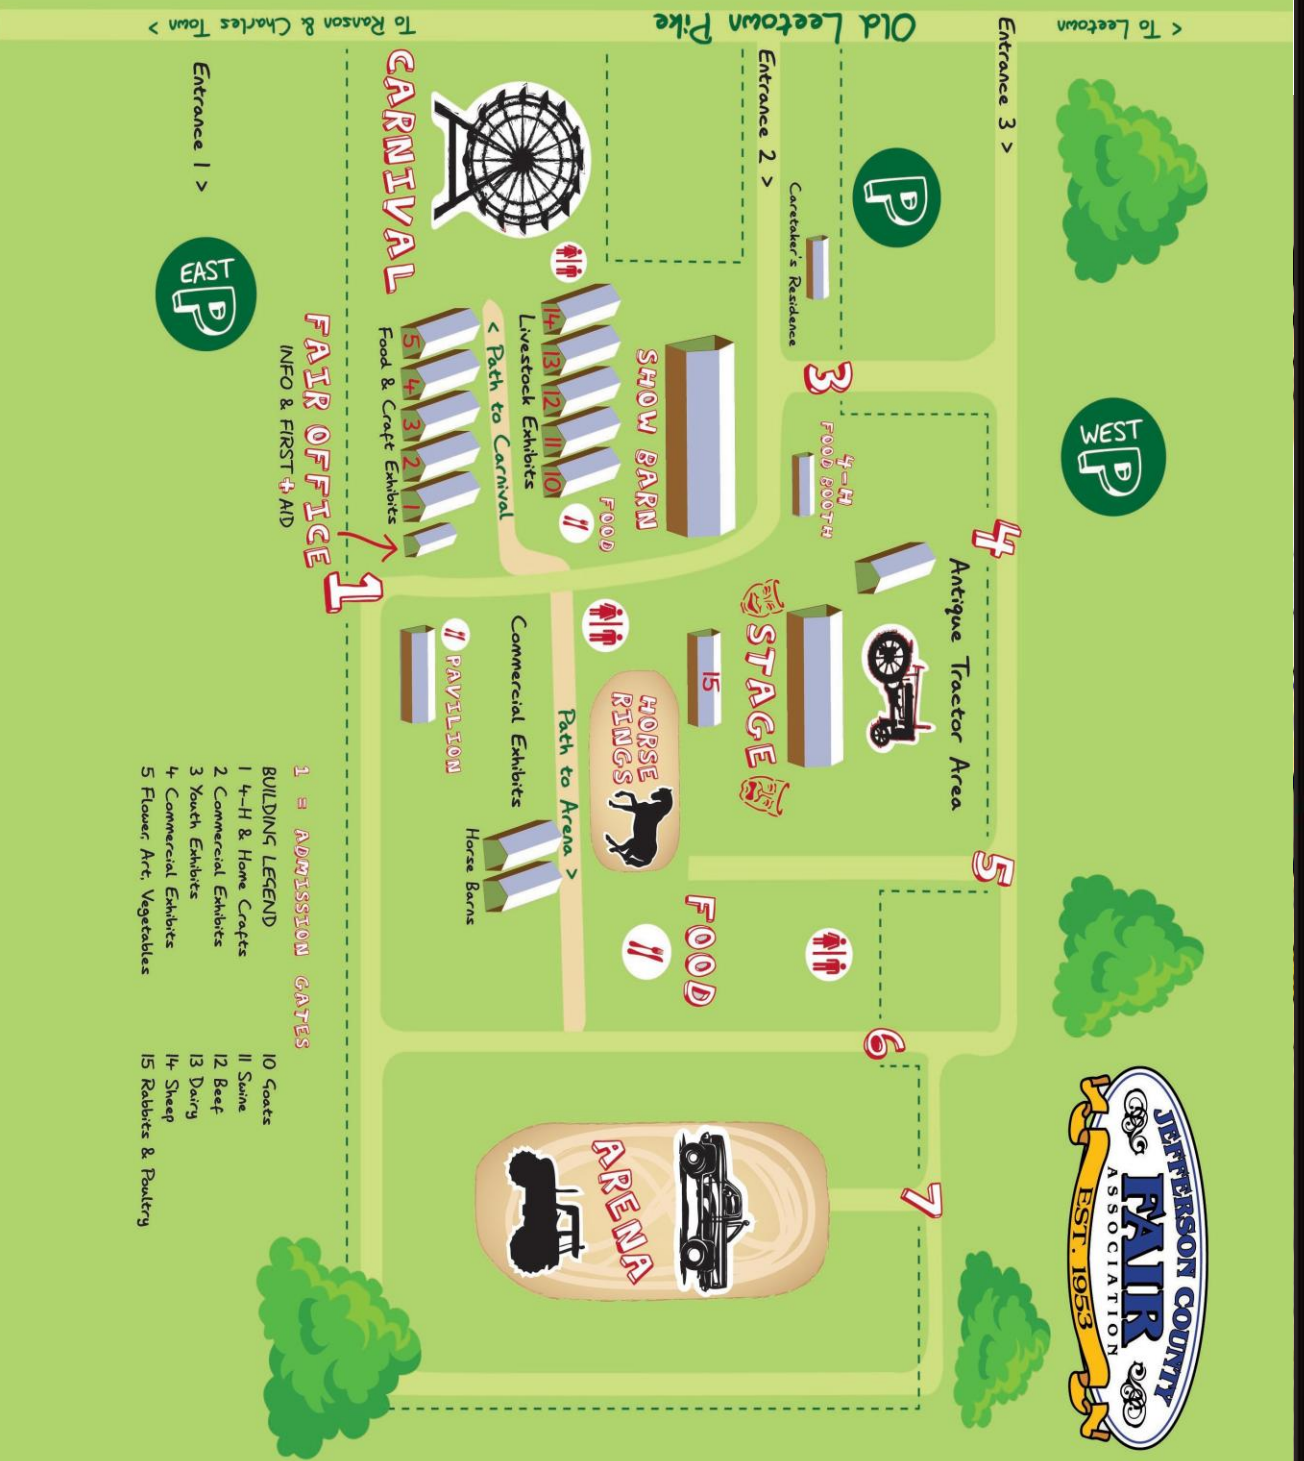 < To Leetown
Old Leetown Pike
To Ranson & Charles Town >
Entrance 3 >
Entrance 2 >
Entrance 1 >
P
WEST
P
EAST
P
JEFFERSON COUNTY
FAIR
ASSOCIATION
EST. 1953
Caretaker's Residence
3
4-H
FOOD BOOTH
4
Antique Tractor Area
5
6
7
CARNIVAL
SHOW BARN
14 13 12 11 10
Livestock Exhibits
FOOD
< Path to Carnival
5 4 3 2 1
Food & Craft Exhibits
FAIR OFFICE
INFO & FIRST + AID
1
STAGE
15
HORSE
RINGS
Path to Arena >
Commercial Exhibits
PAVILION
Horse Barns
FOOD
ARENA
1 = ADMISSION GATES
BUILDING LEGEND
1 4-H & Home Crafts
2 Commercial Exhibits
3 Youth Exhibits
4 Commercial Exhibits
5 Flower, Art, Vegetables
10 Goats
11 Swine
12 Beef
13 Dairy
14 Sheep
15 Rabbits & Poultry